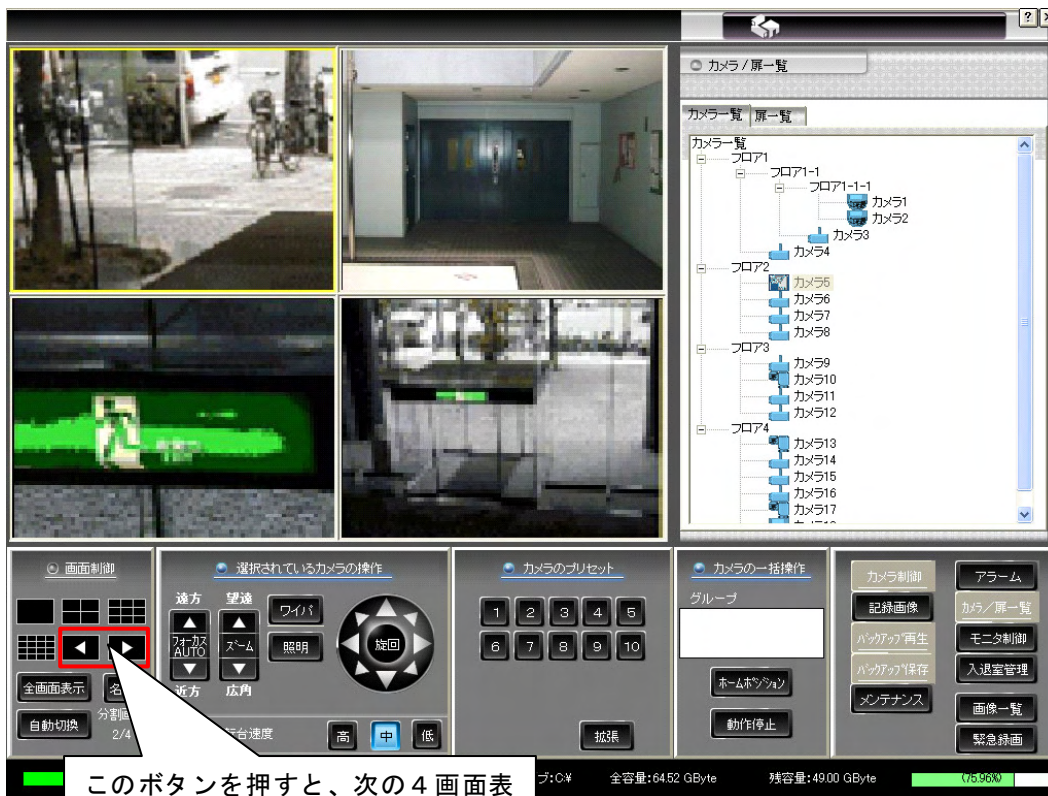 ?
カメラ / 扉一覧
カメラ一覧 扉一覧
カメラ一覧
フロア1
フロア1-1
フロア1-1-1
カメラ1
カメラ2
カメラ3
カメラ4
フロア2
カメラ5
カメラ6
カメラ7
カメラ8
フロア3
カメラ9
カメラ10
カメラ11
カメラ12
フロア4
カメラ13
カメラ14
カメラ15
カメラ16
カメラ17
画面制御
全画面表示
自動切換
2/4
選択されているカメラの操作
遠方 望遠
フォーカス AUTO
ズーム
近方 広角
ワイパ
照明
旋回
台速度
高 中 低
カメラのプリセット
1 2 3 4 5
6 7 8 9 10
拡張
カメラの一括操作
グループ
ホームポジション
動作停止
カメラ制御 アラーム
記録画像 カメラ/扉一覧
バックアップ再生 モニタ制御
バックアップ保存 入退室管理
メンテナンス
画像一覧
緊急録画
このボタンを押すと、次の４画面表
ブ:C:¥ 全容量:64.52 GByte 残容量:49.00 GByte (75.96%)